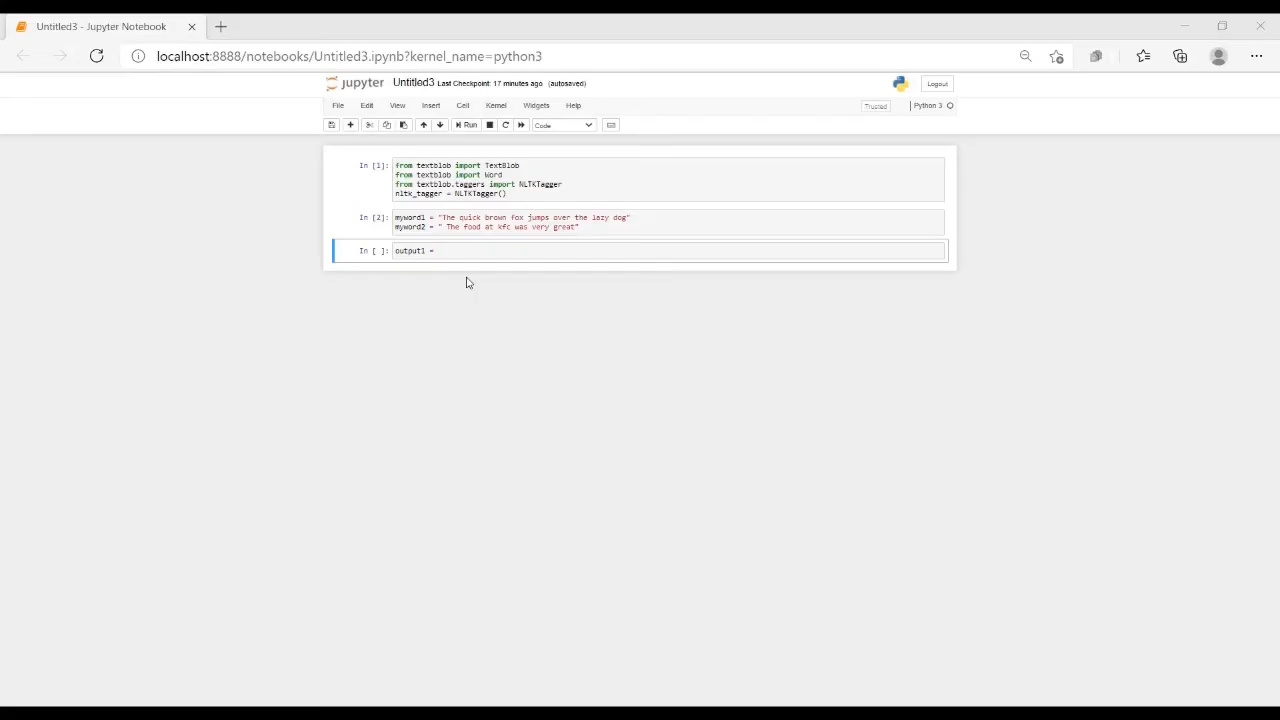 Untitled3 - Jupyter Notebook
localhost:8888/notebooks/Untitled3.ipynb?kernel_name=python3
jupyter Untitled3 Last Checkpoint: 17 minutes ago (autosaved) Logout
File Edit View Insert Cell Kernel Widgets Help Trusted Python 3
Run Code
In [1]: from textblob import TextBlob
from textblob import Word
from textblob.taggers import NLTKTagger
nltk_tagger = NLTKTagger()
In [2]: myword1 = "The quick brown fox jumps over the lazy dog"
myword2 = " The food at kfc was very great"
In [ ]: output1 =